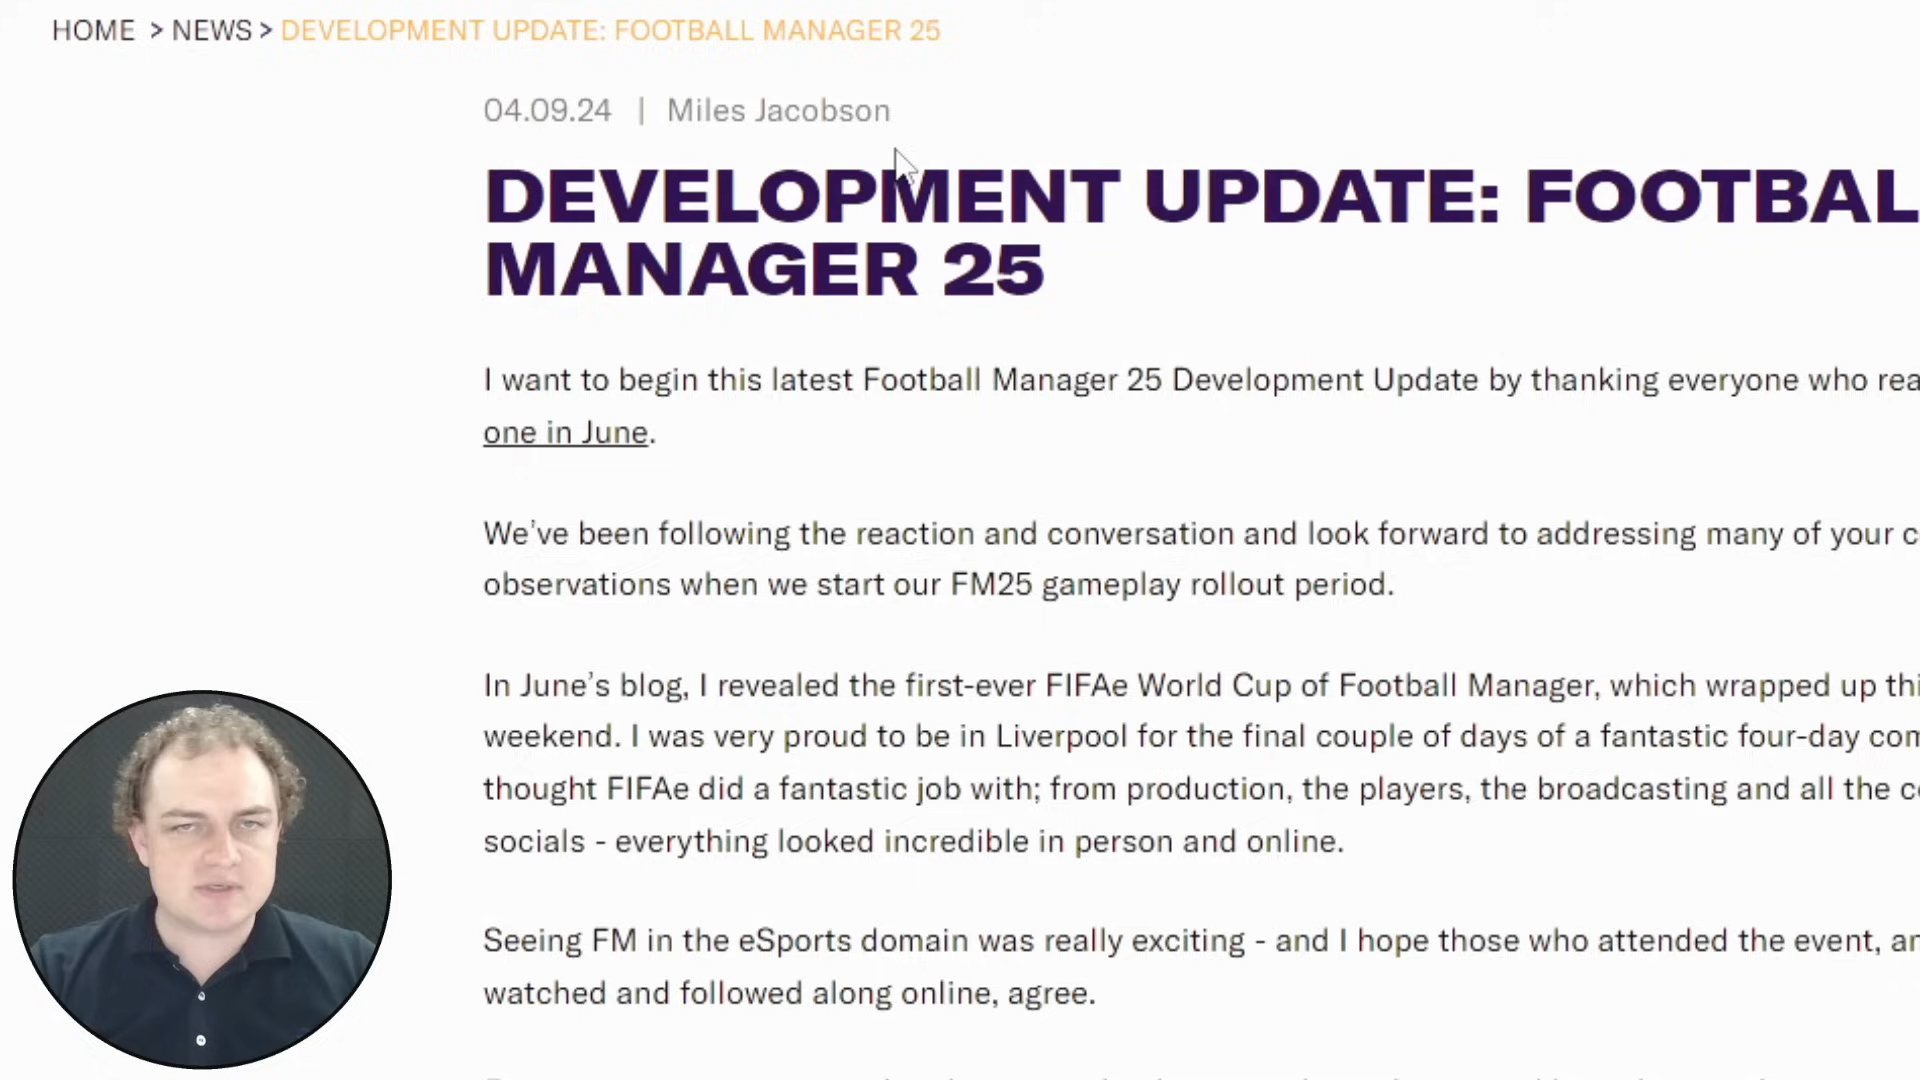 HOME > NEWS > DEVELOPMENT UPDATE: FOOTBALL MANAGER 25
04.09.24 | Miles Jacobson
DEVELOPMENT UPDATE: FOOTBAL
MANAGER 25
I want to begin this latest Football Manager 25 Development Update by thanking everyone who rea
one in June.
We've been following the reaction and conversation and look forward to addressing many of your c
observations when we start our FM25 gameplay rollout period.
In June's blog, I revealed the first-ever FIFAe World Cup of Football Manager, which wrapped up thi
weekend. I was very proud to be in Liverpool for the final couple of days of a fantastic four-day com
thought FIFAe did a fantastic job with; from production, the players, the broadcasting and all the c
socials - everything looked incredible in person and online.
Seeing FM in the eSports domain was really exciting - and I hope those who attended the event, an
watched and followed along online, agree.